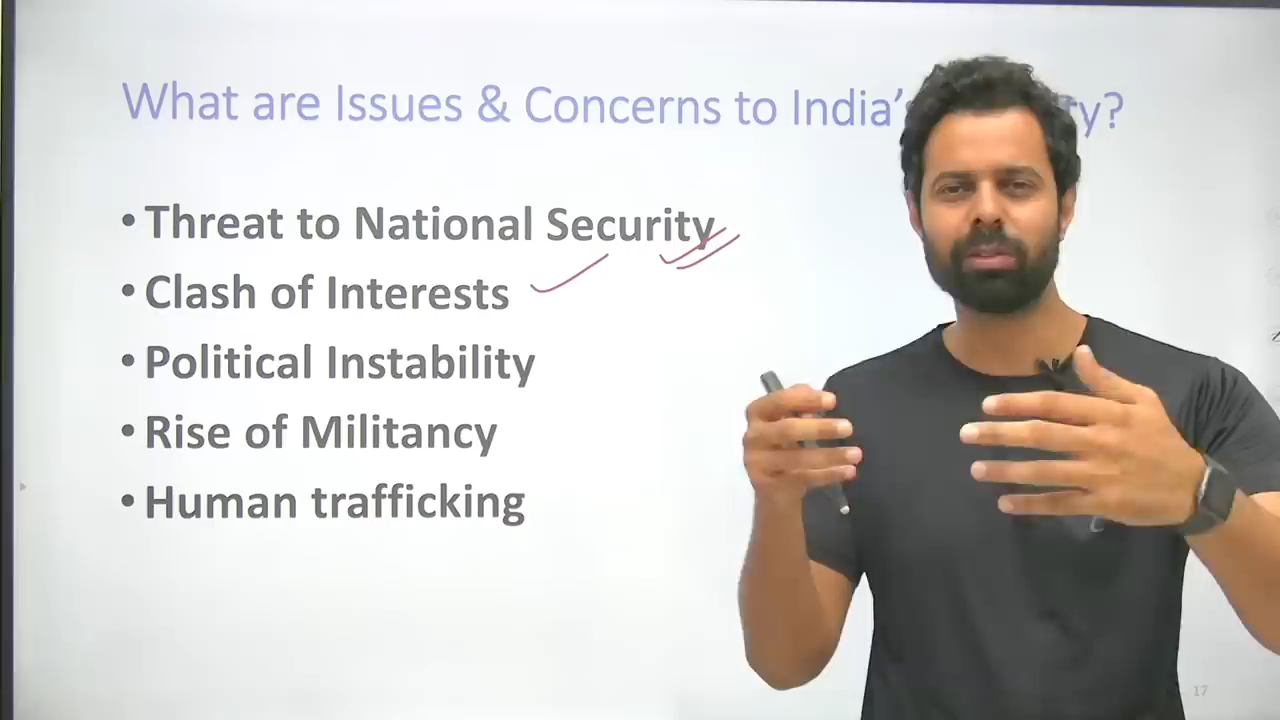 What are Issues & Concerns to India's
• Threat to National Security
• Clash of Interests
• Political Instability
• Rise of Militancy
• Human trafficking
17